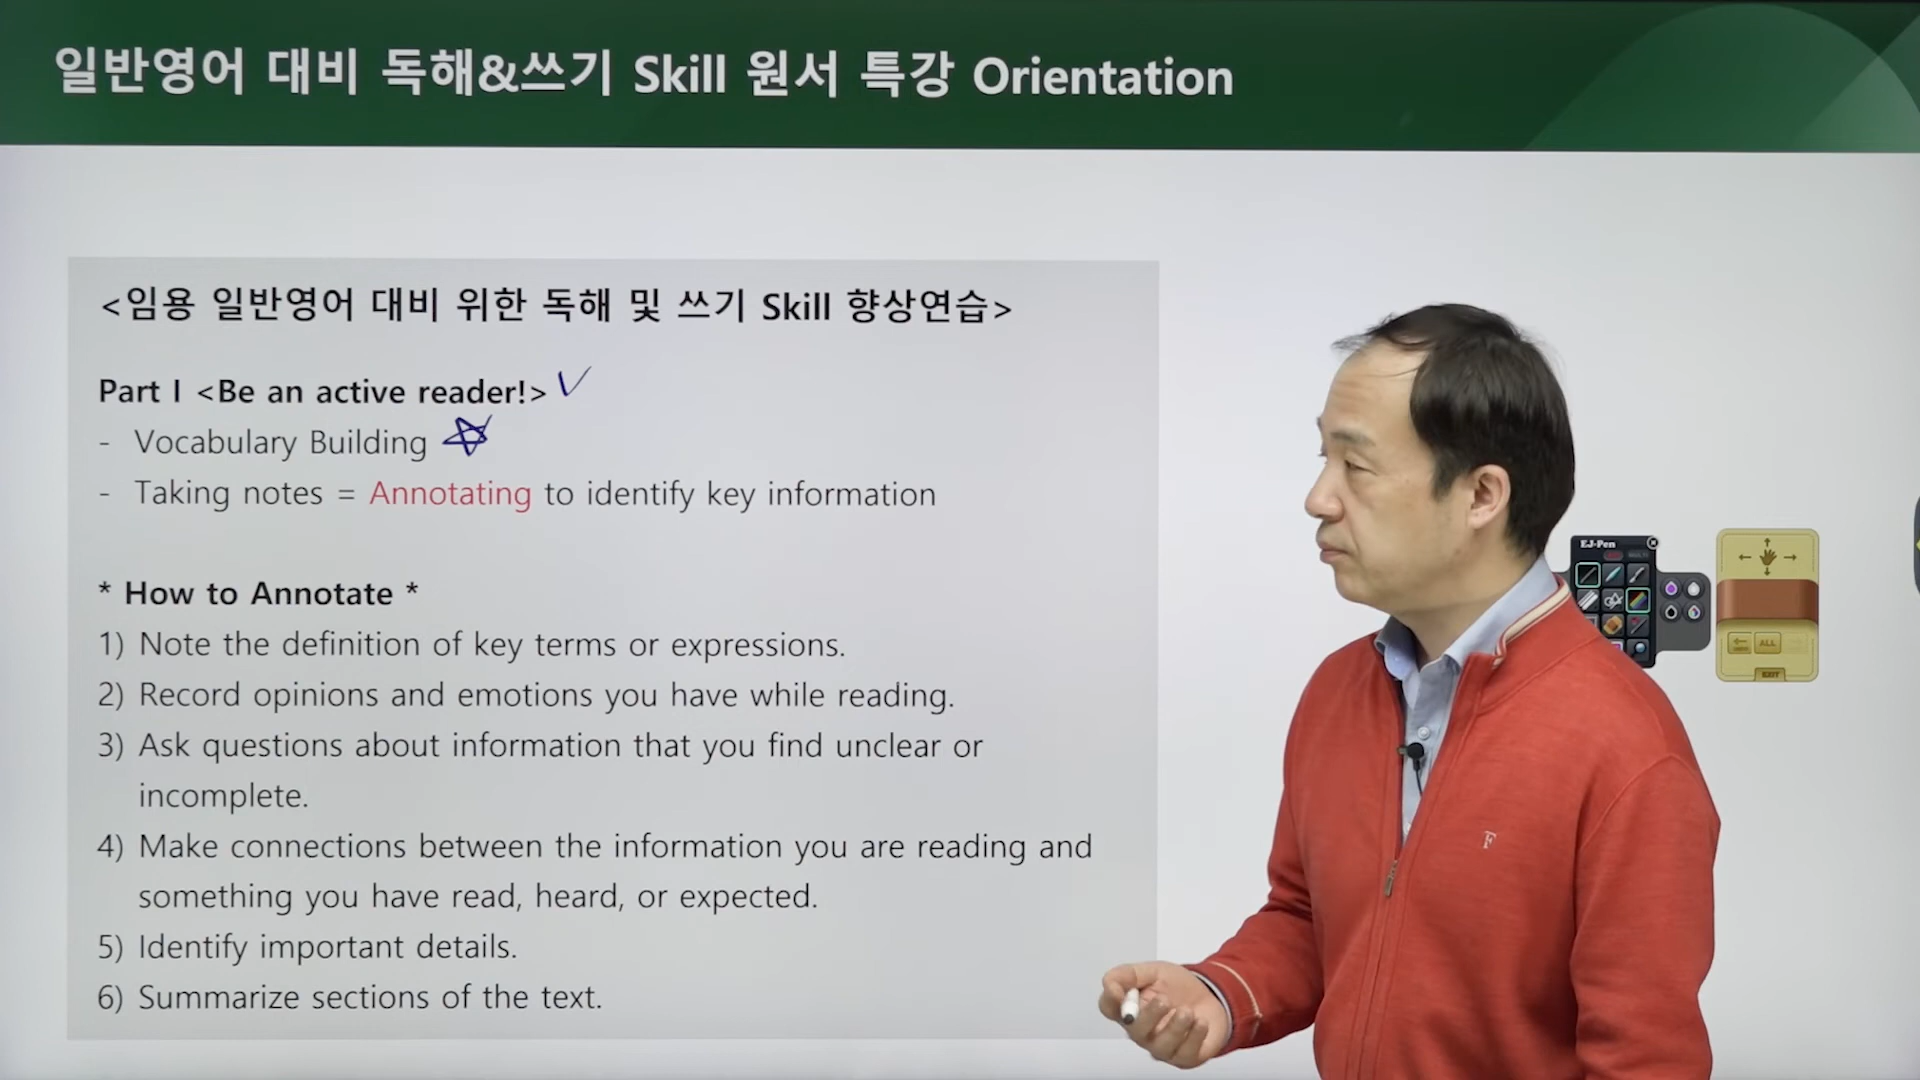 일반영어 대비 독해&쓰기 Skill 원서 특강 Orientation
<임용 일반영어 대비 위한 독해 및 쓰기 Skill 향상연습>
Part I <Be an active reader!>
- Vocabulary Building
- Taking notes = Annotating to identify key information
* How to Annotate *
1) Note the definition of key terms or expressions.
2) Record opinions and emotions you have while reading.
3) Ask questions about information that you find unclear or
incomplete.
4) Make connections between the information you are reading and
something you have read, heard, or expected.
5) Identify important details.
6) Summarize sections of the text.
EJ-Pen
ALL
EXIT
F